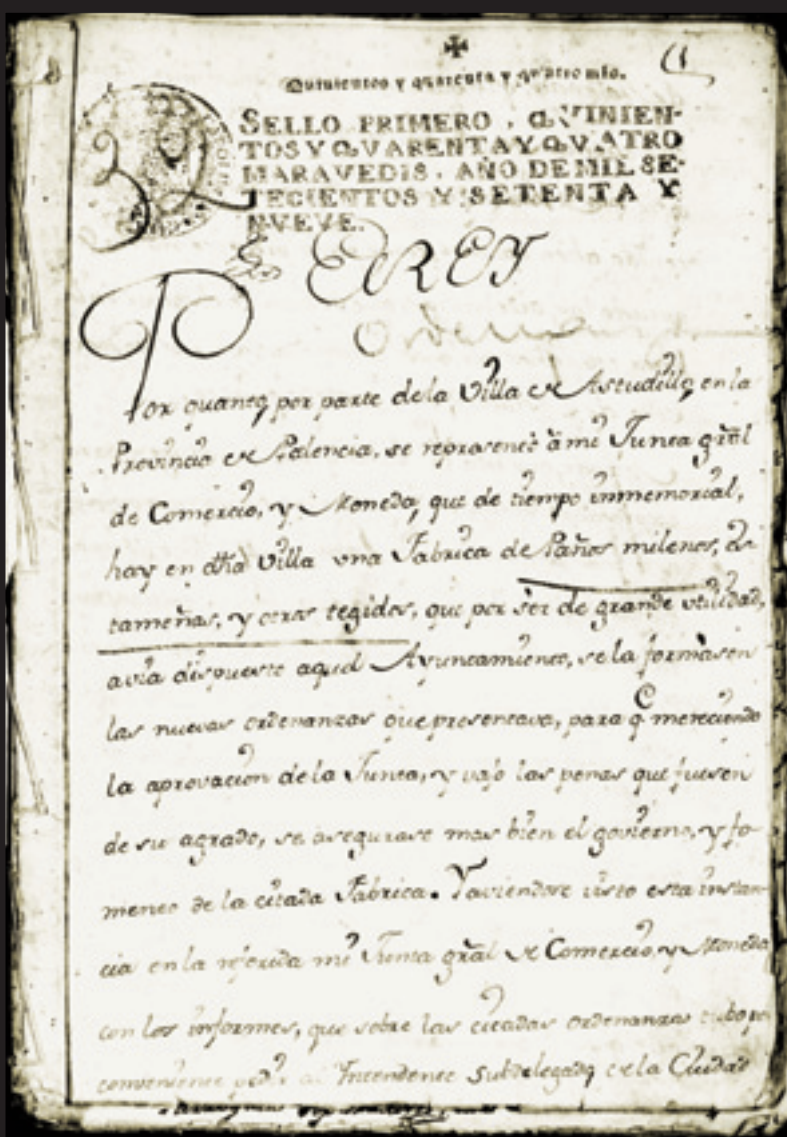 Quinientos y quarenta y quatro mrs.
SELLO PRIMERO, QVINIEN-
TOS Y QVARENTA Y QVATRO
MARAVEDIS, AÑO DE MIL SE-
TECIENTOS Y SETENTA Y
NVEVE.
El REY
Ordenan
Por quanto por parte de la Villa de Astudillo, en la
Provincia de Palencia, se representó à mi Junta gral
de Comercio, y Moneda, que de tiempo immemorial,
hay en dha Villa una Fabrica de Paños milenos, Es-
tameñas, y otros tegidos, que por ser de grande utilidad,
avia dispuesto aquel Ayuntamiento, se la formasen
las nuevas ordenanzas que presentava, para q mereciendo
la aprovacion de la Junta, y vajo las penas que fuesen
de su agrado, se asegurase mas bien el govierno, y fo-
mento de la citada Fabrica. Y aviendose visto esta instan-
cia en la referida mi Junta gral de Comercio, y Moneda
con los informes, que sobre las citadas ordenanzas tubo pr
conveniente pedir al Intendente Subdelegado de la Ciudad